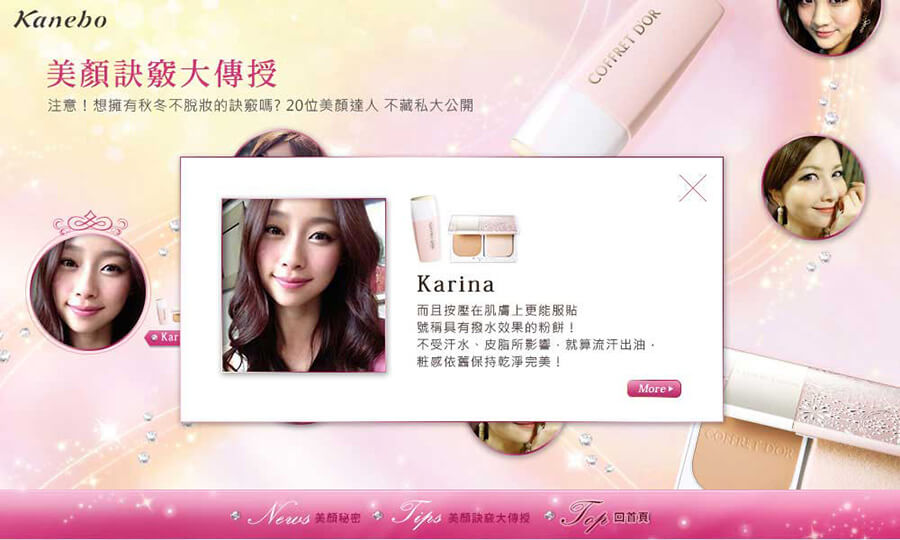 Kanebo
美顏訣竅大傳授
注意！想擁有秋冬不脫妝的訣竅嗎? 20位美顏達人 不藏私大公開
COFFRET D'OR
Karina
而且按壓在肌膚上更能服貼
號稱具有撥水效果的粉餅！
不受汗水、皮脂所影響，就算流汗出油，
粧感依舊保持乾淨完美！
More
Kar
COFFRET D'OR
News 美顏秘密 Tips 美顏訣竅大傳授 Top 回首頁